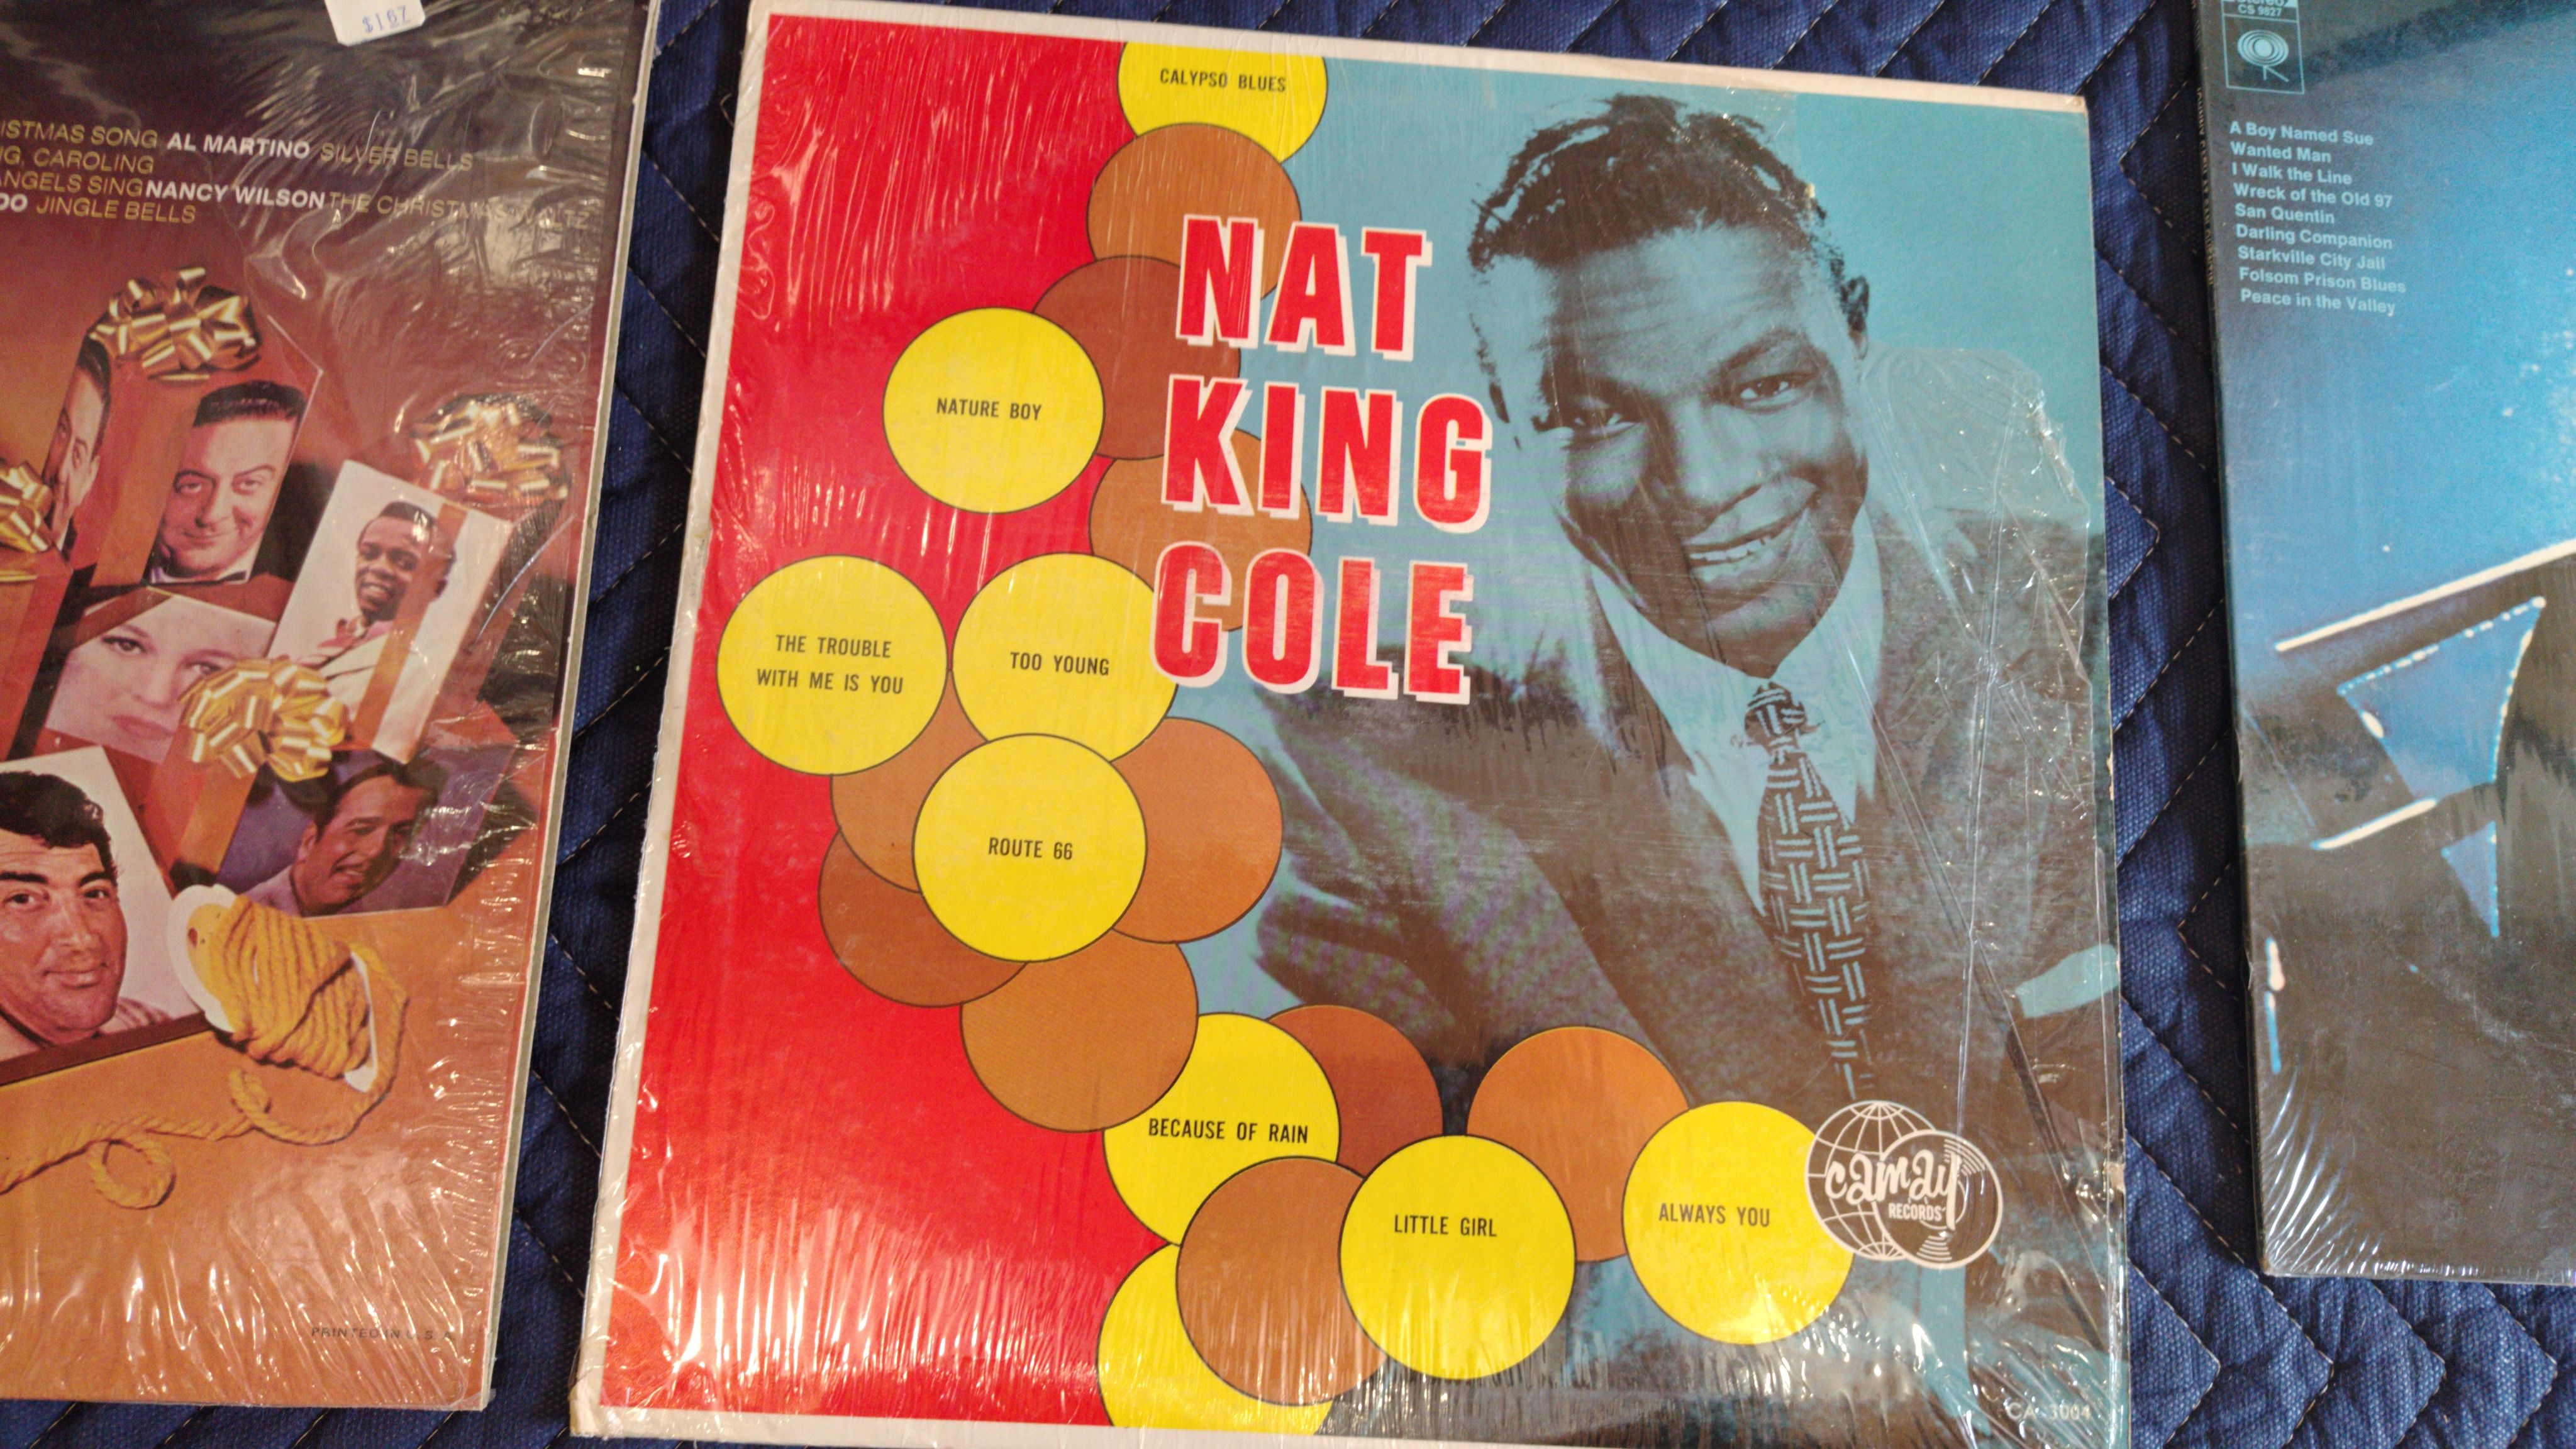 $1.67
ISTMAS SONG AL MARTINO SILVER BELLS
G, CAROLING
ANGELS SING NANCY WILSON THE CHRISTMAS WALTZ
DO JINGLE BELLS
PRINTED IN U.S.A.
CALYPSO BLUES
NAT
KING
COLE
NATURE BOY
THE TROUBLE
WITH ME IS YOU
TOO YOUNG
ROUTE 66
BECAUSE OF RAIN
LITTLE GIRL
ALWAYS YOU
camay
RECORDS
CA 3004
Stereo
CS 9827
A Boy Named Sue
Wanted Man
I Walk the Line
Wreck of the Old 97
San Quentin
Darling Companion
Starkville City Jail
Folsom Prison Blues
Peace in the Valley